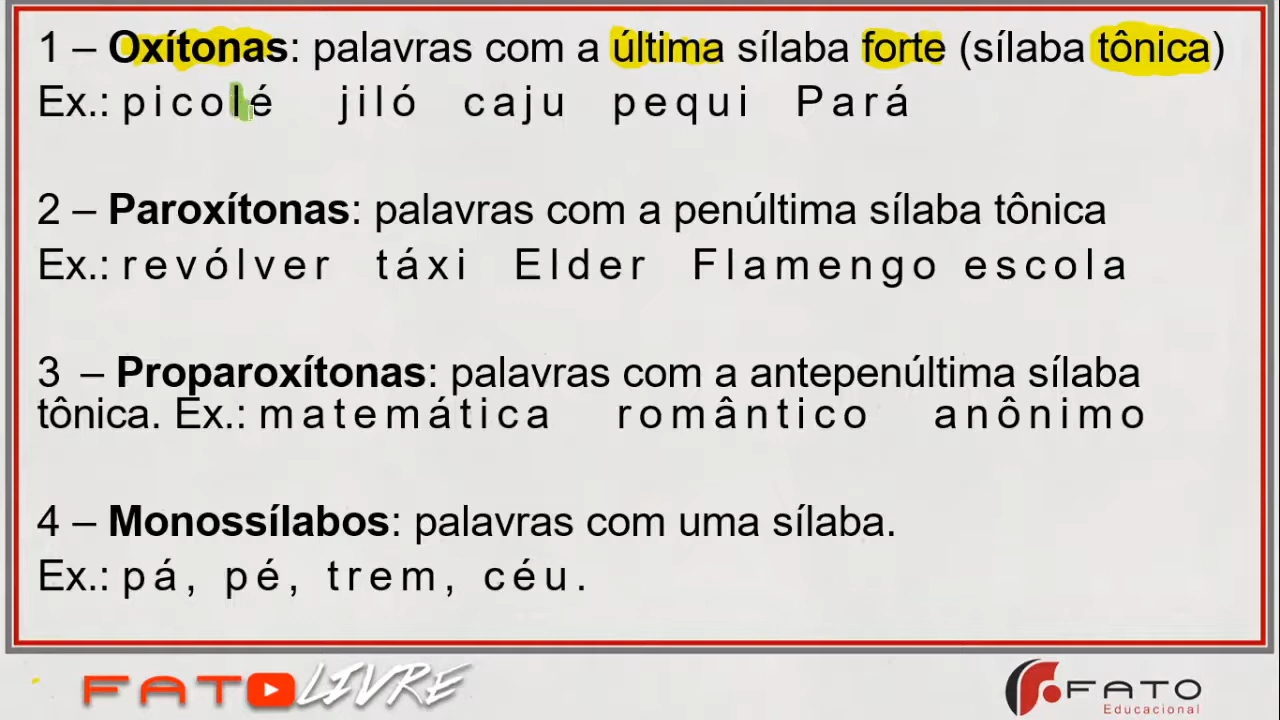 1 – Oxítonas: palavras com a última sílaba forte (sílaba tônica)
Ex.: picolé jiló caju pequi Pará
2 – Paroxítonas: palavras com a penúltima sílaba tônica
Ex.: revólver táxi Elder Flamengo escola
3 – Proparoxítonas: palavras com a antepenúltima sílaba
tônica. Ex.: matemática romântico anônimo
4 – Monossílabos: palavras com uma sílaba.
Ex.: pá, pé, trem, céu.
FATO LIVRE
FATO
Educacional